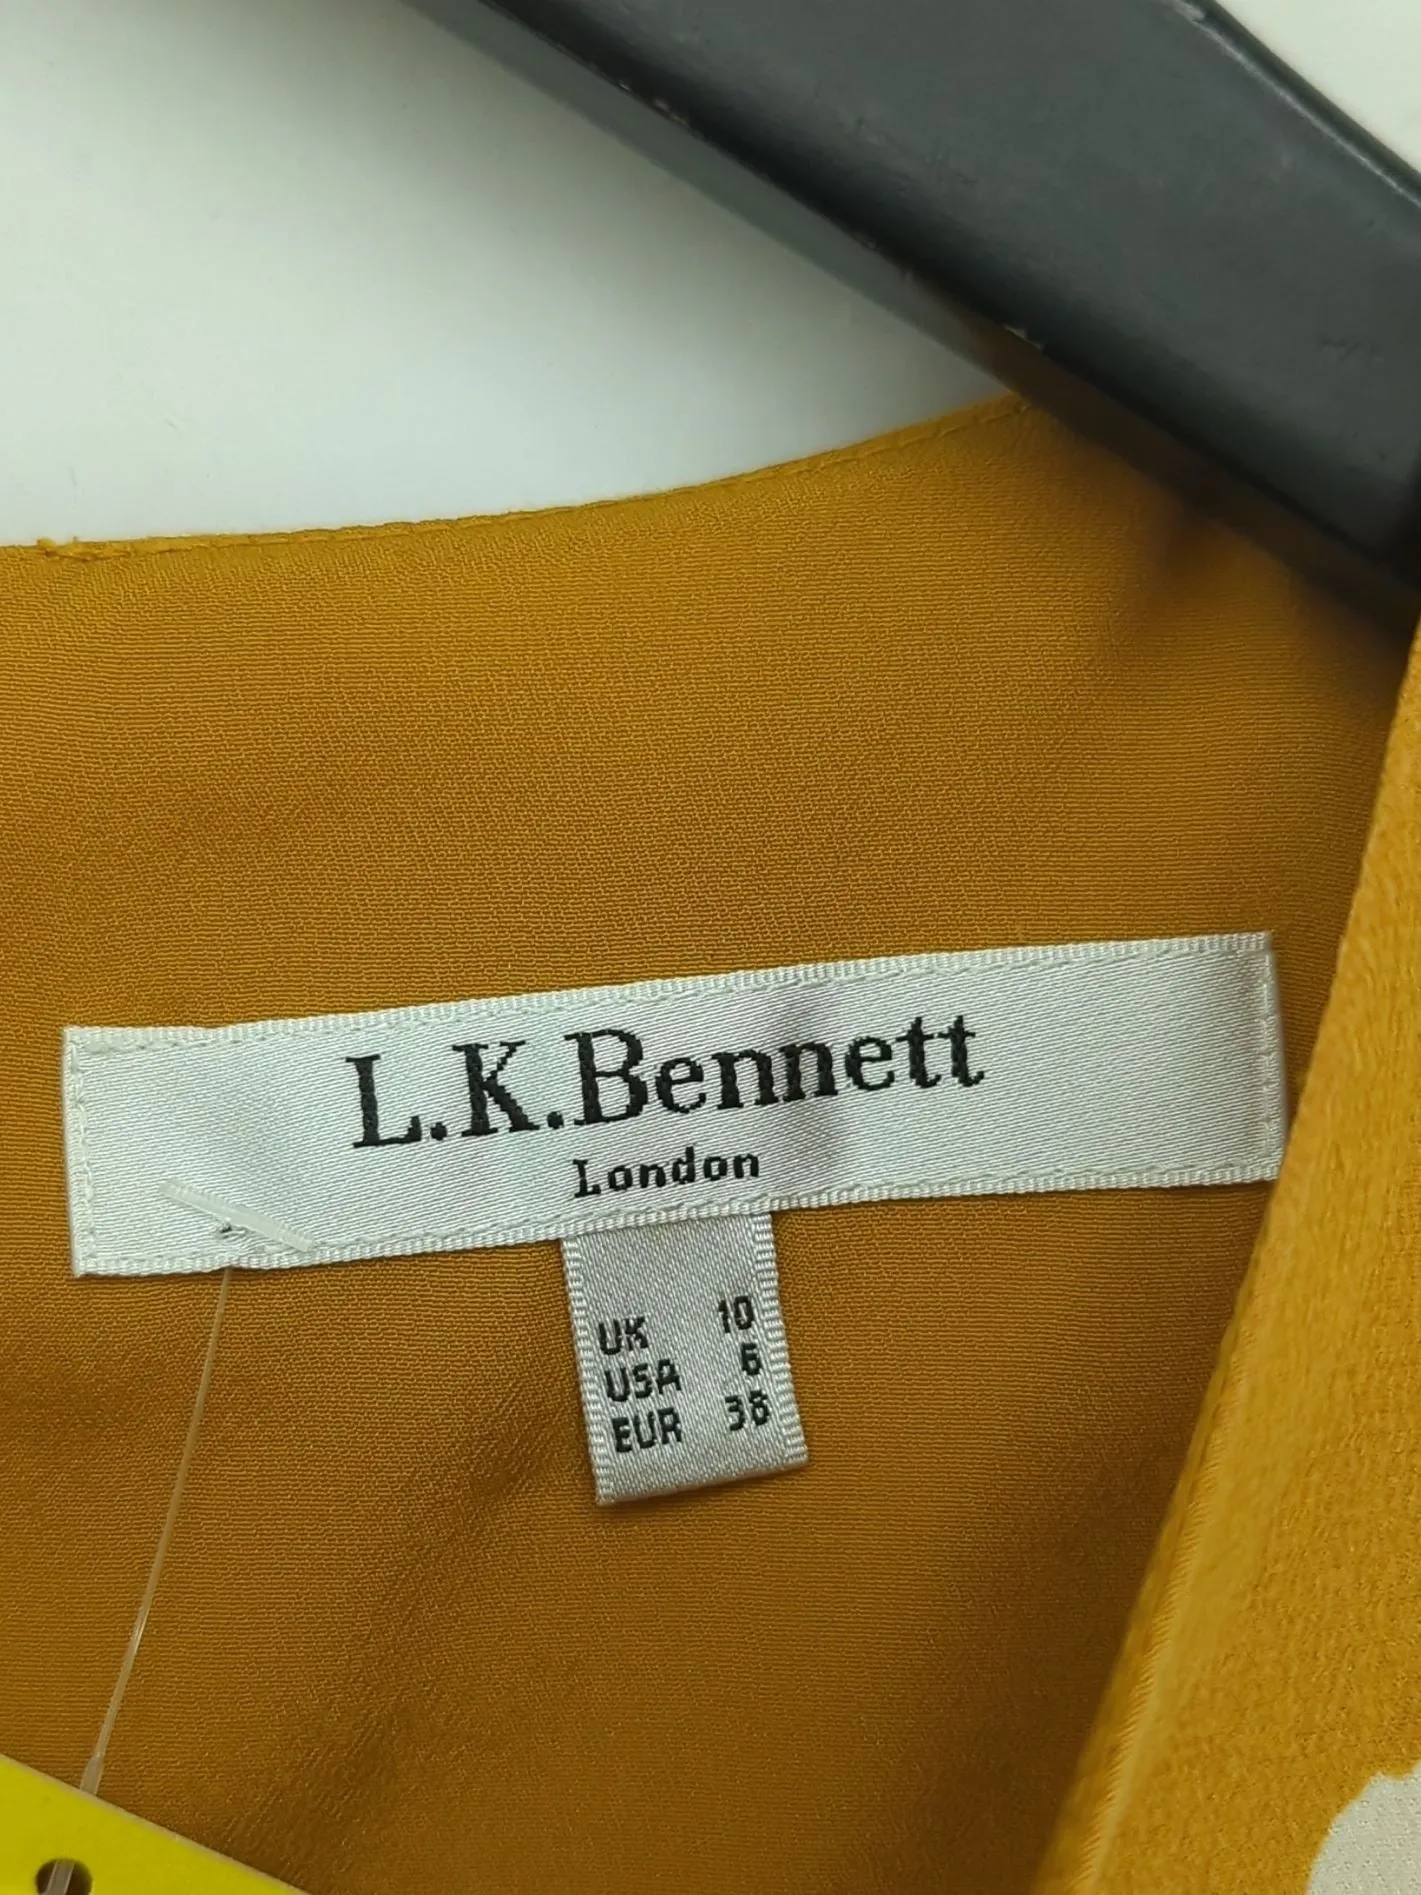 L.K.Bennett
London
UK 10
USA 6
EUR 38